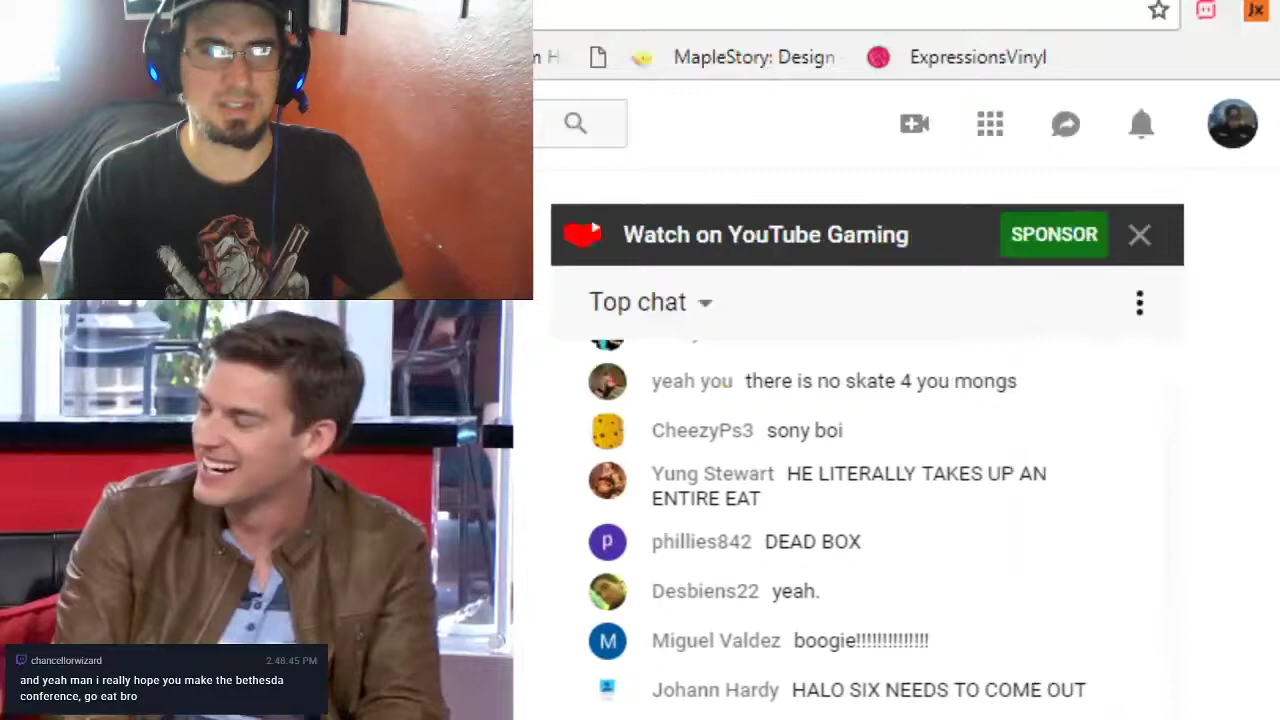 Jx
MapleStory: Design
ExpressionsVinyl
Watch on YouTube Gaming
SPONSOR
Top chat
yeah you there is no skate 4 you mongs
CheezyPs3 sony boi
Yung Stewart HE LITERALLY TAKES UP AN
ENTIRE EAT
p phillies842 DEAD BOX
Desbiens22 yeah.
M Miguel Valdez boogie!!!!!!!!!!!!!!!
Johann Hardy HALO SIX NEEDS TO COME OUT
chancellorwizard 2:48:45 PM
and yeah man i really hope you make the bethesda
conference, go eat bro